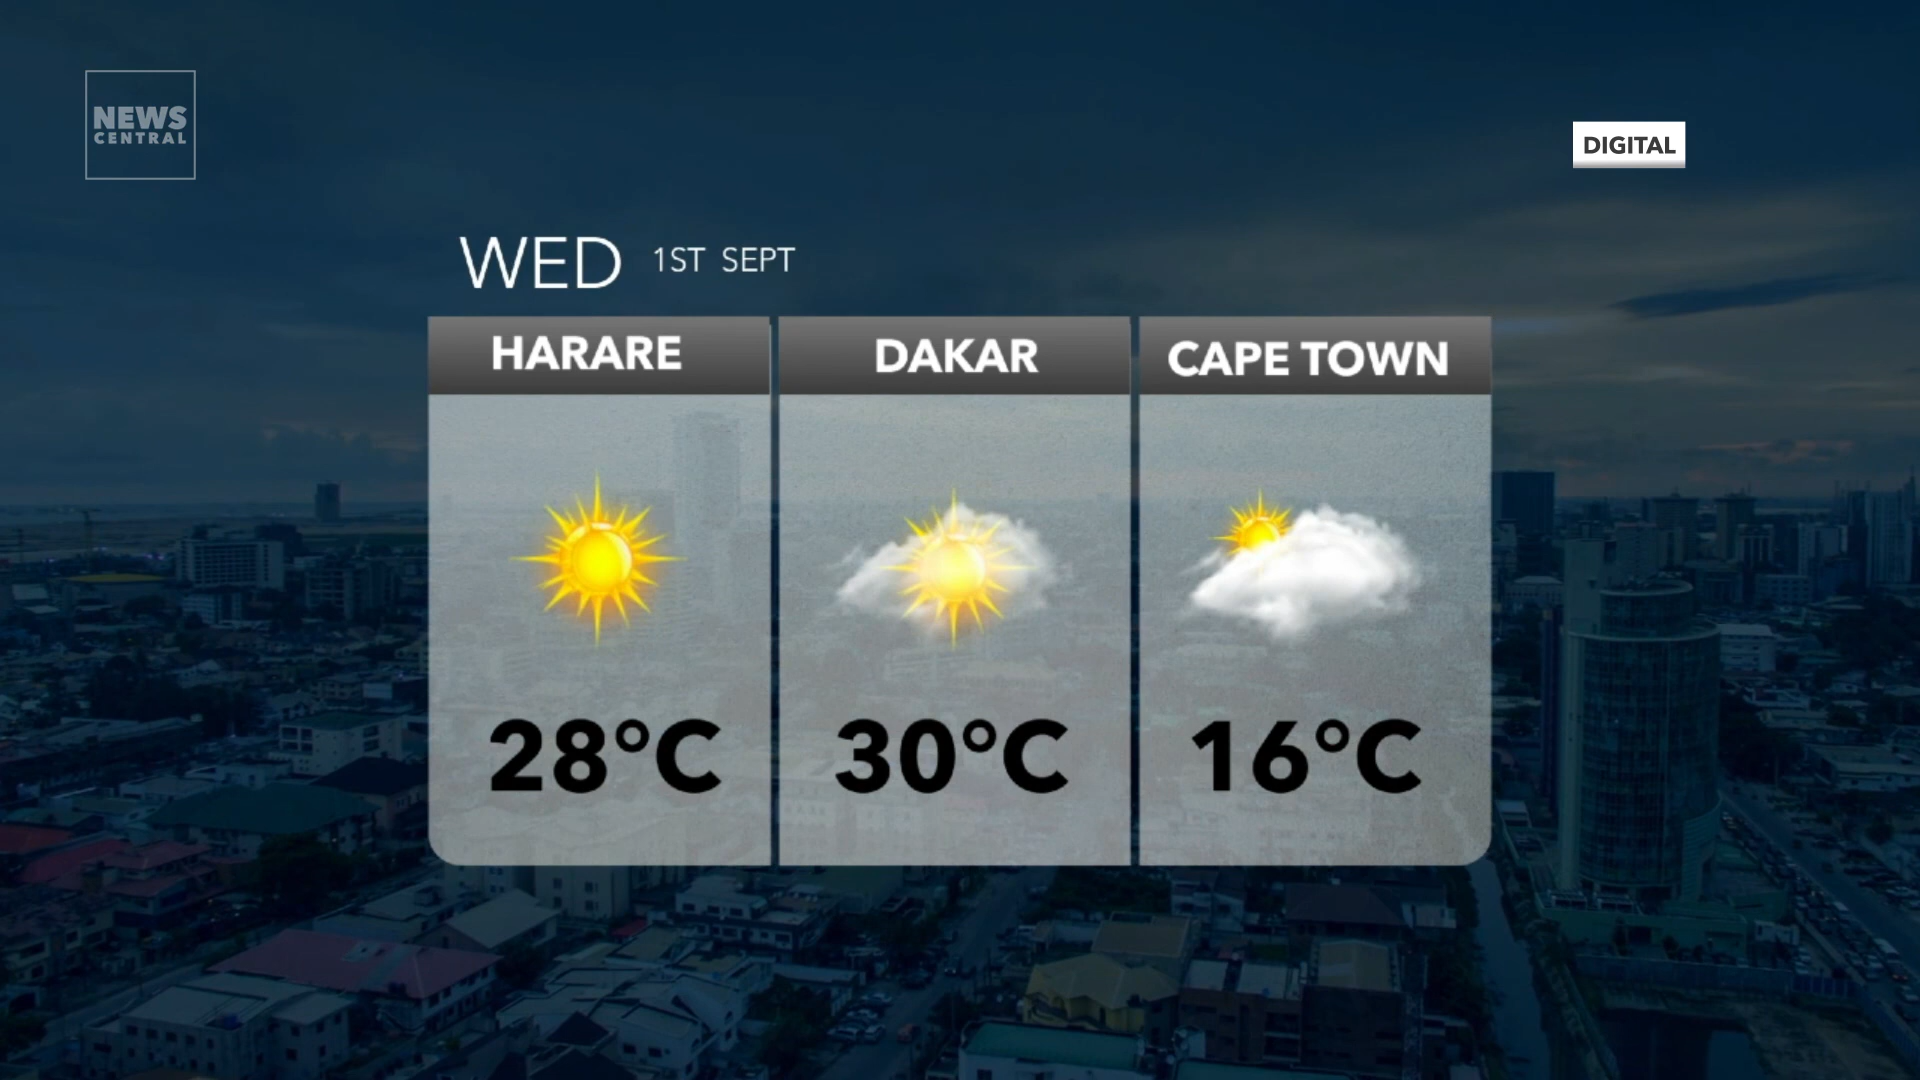 NEWS
CENTRAL
DIGITAL
WED 1ST SEPT
HARARE
DAKAR
CAPE TOWN
28°C
30°C
16°C